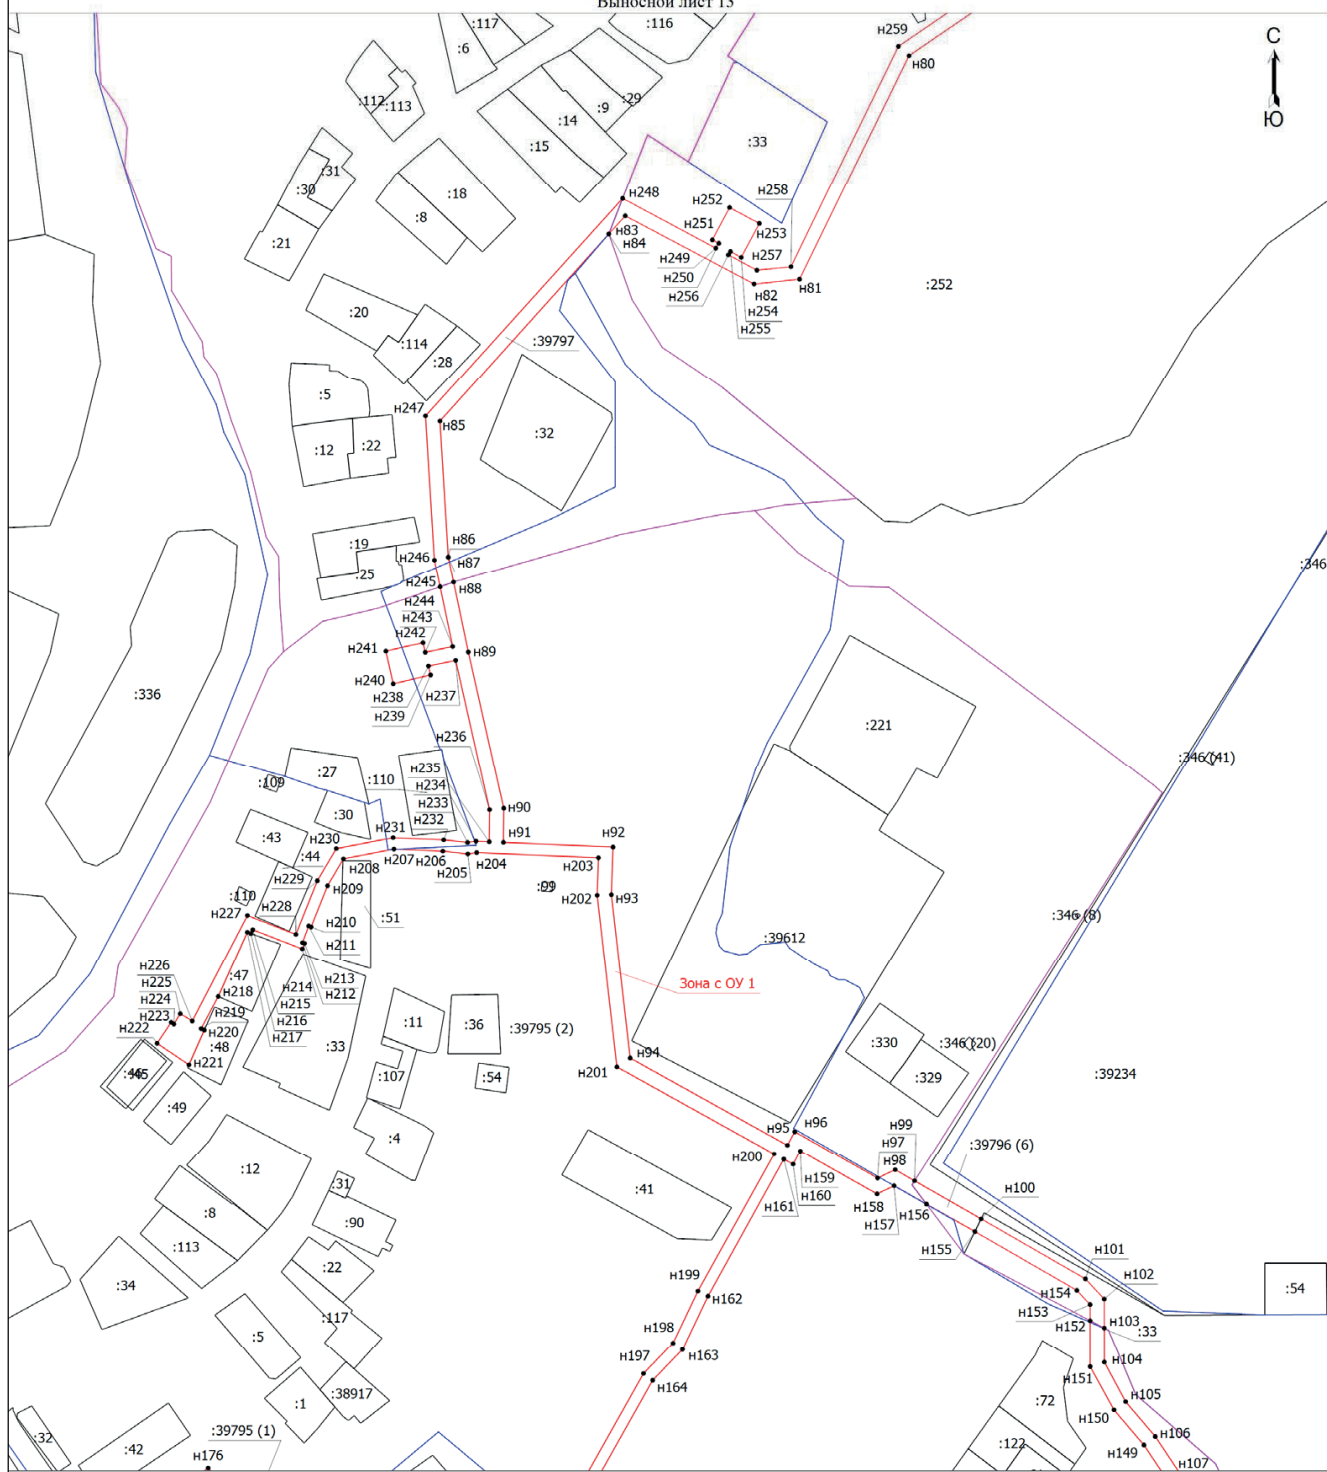 Выносной лист 13
:117
:116
:6
н259
н80
С
Ю
:112
:113
:29
:9
:14
:15
:33
:31
:30
:18
:8
:21
н248
н252
н258
н251
н253
н83
н84
н249
н250
н256
н257
н254
н255
н82
н81
:252
:20
:114
:28
:39797
:5
н247
н85
:12
:22
:32
:19
:25
н86
н246
н87
н245
н88
:346
н244
н243
н242
н241
н89
н240
н238
н239
н237
:336
:221
н236
:346 (41)
:27
:109
:110
н235
н234
н233
н232
:30
н90
н91
н92
:43
н231
н230
:44
н207
н206
н205
н204
н208
н203
н229
н209
:99
н202
н93
:110
н228
н227
н210
:51
н211
:346 (8)
:39612
Зона с ОУ 1
н226
н225
н224
н223
н222
:47
н218
н214
н213
н212
н215
н216
н217
н219
н220
:48
н221
:33
:11
:36
:39795 (2)
:330
:346 (20)
:329
:39234
:46
:45
:49
:107
:54
н94
н201
:4
н95
н96
н200
н97
н99
н98
:39796 (6)
н159
н160
н161
н158
н157
н156
н100
н155
:12
:31
:8
:90
:113
:41
:34
:22
:117
:5
н199
н162
н101
н102
н154
н153
н152
н103
:33
:54
н198
н163
н197
н164
н104
н151
н105
:1
:38917
:72
н150
н106
н149
н107
:122
:32
:42
:39795 (1)
н176